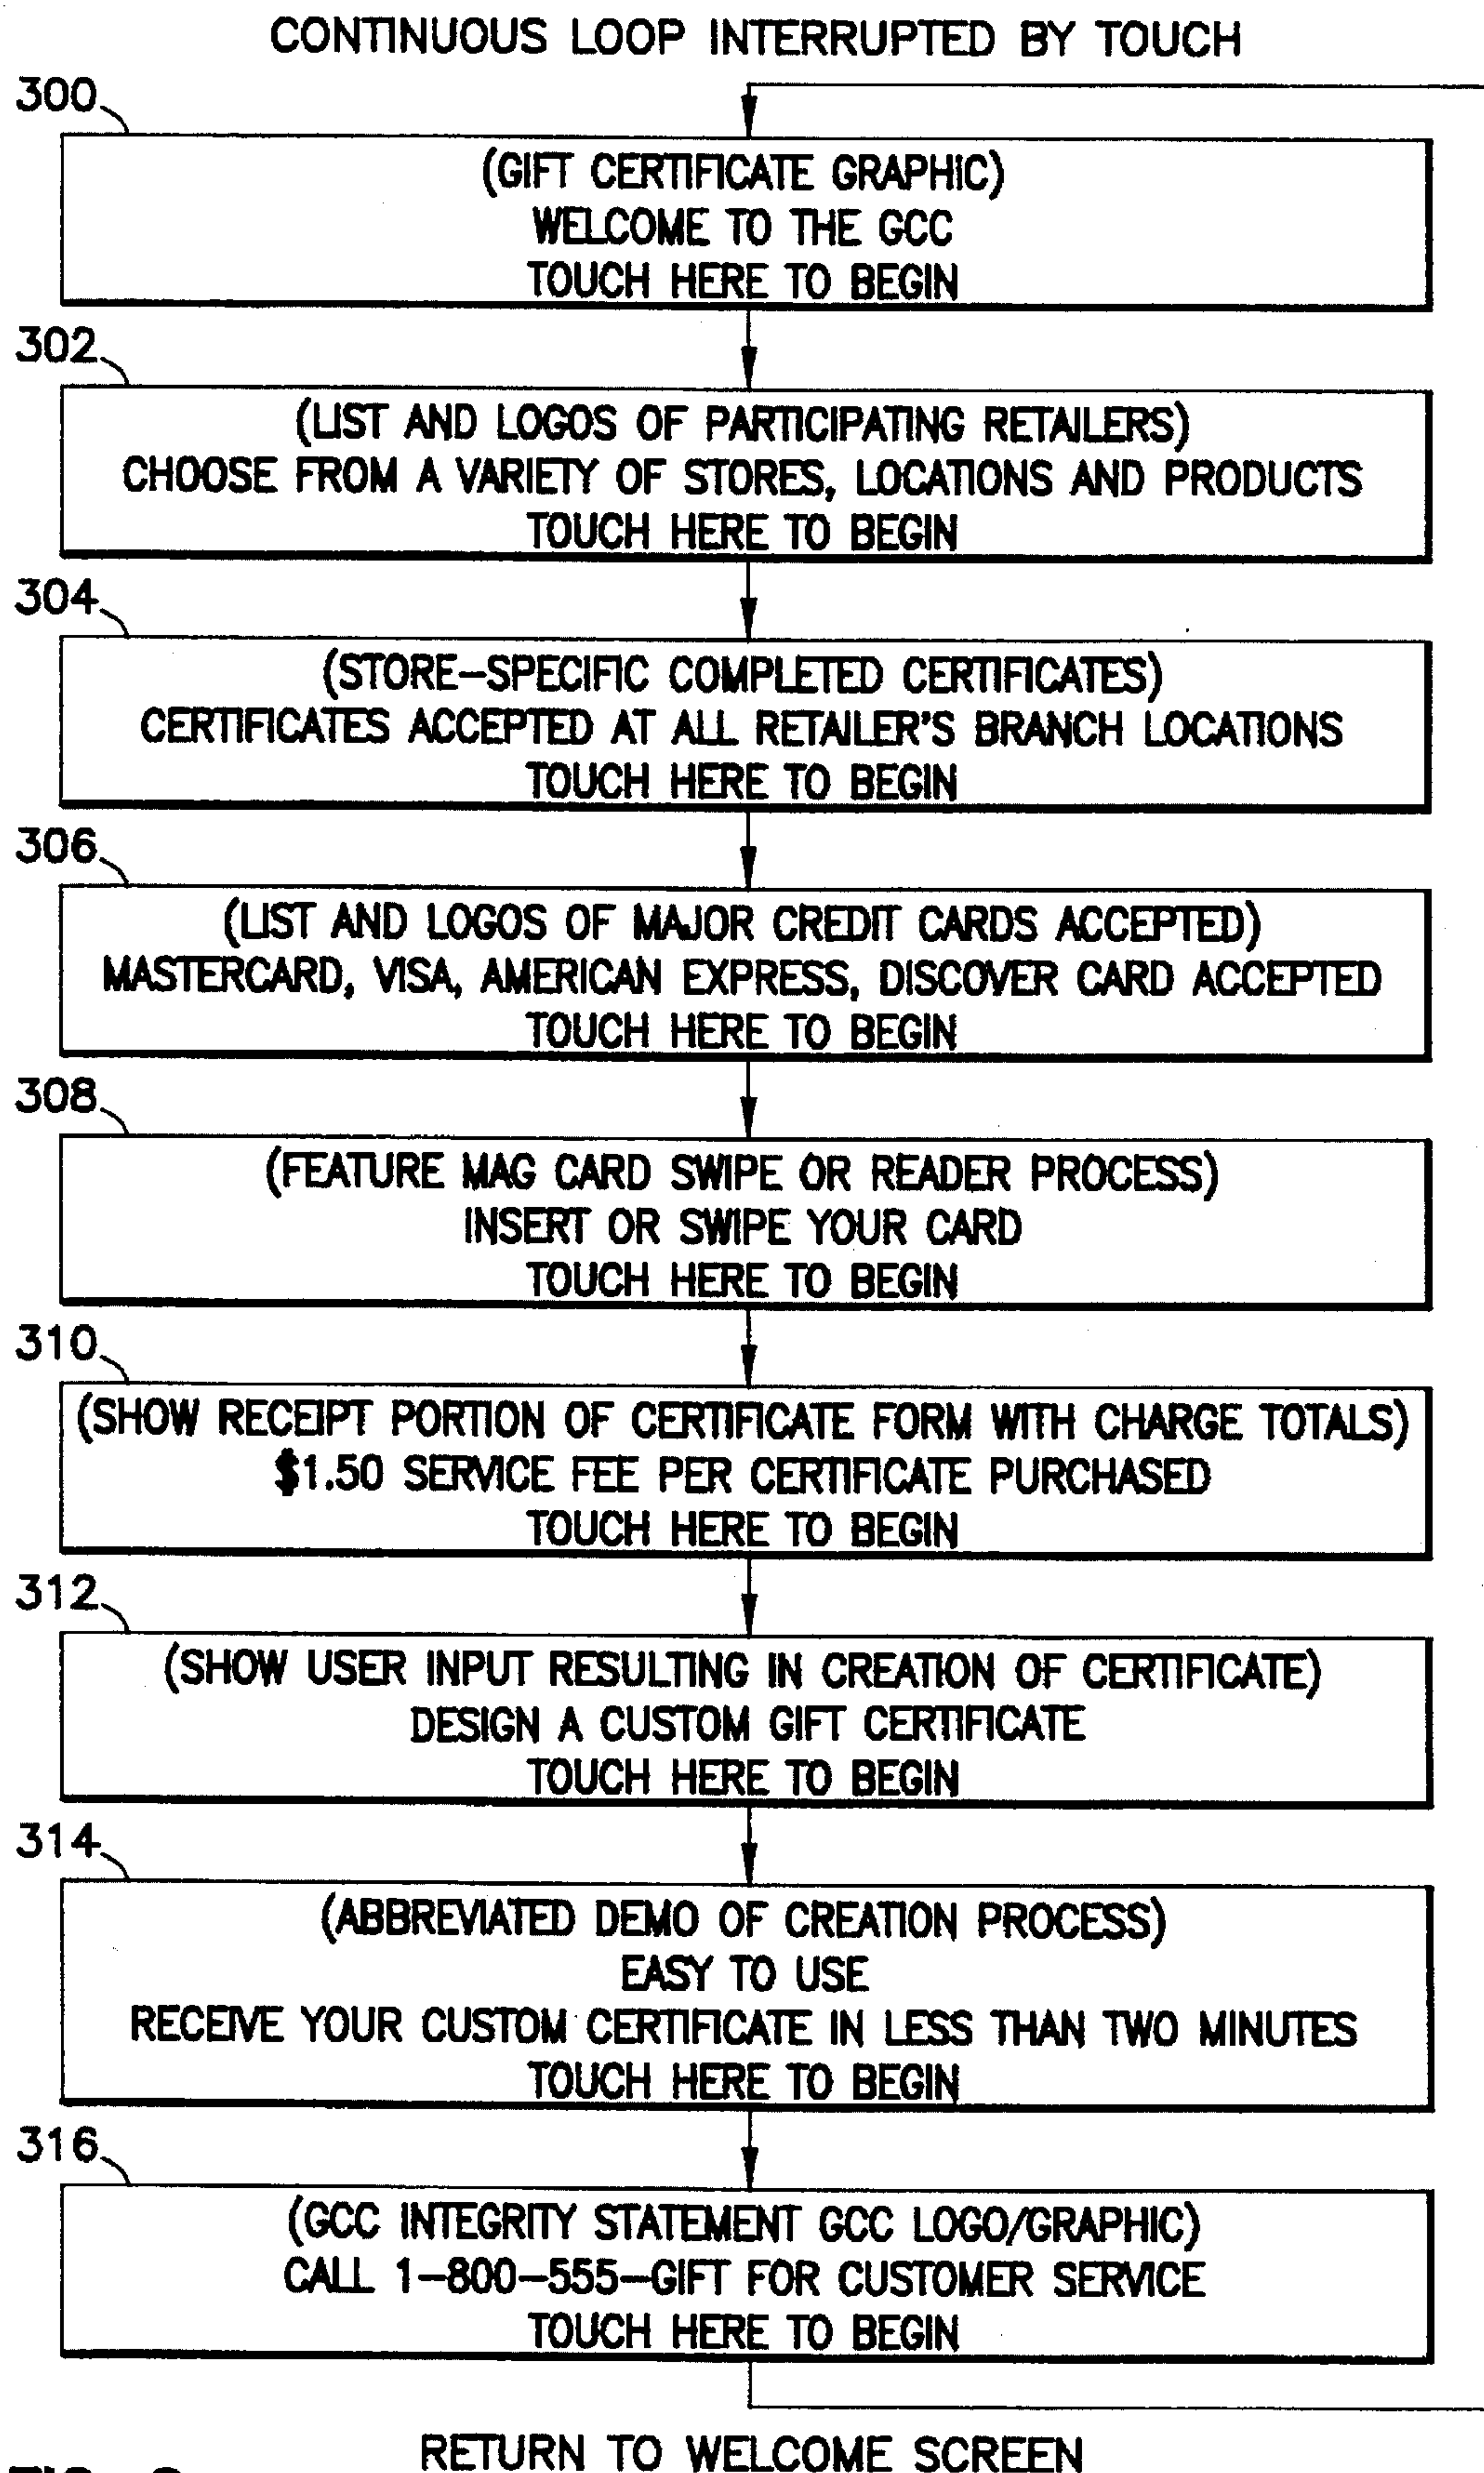 CONTINUOUS LOOP INTERRUPTED BY TOUCH
300
(GIFT CERTIFICATE GRAPHIC)
WELCOME TO THE GCC
TOUCH HERE TO BEGIN
302
(LIST AND LOGOS OF PARTICIPATING RETAILERS)
CHOOSE FROM A VARIETY OF STORES, LOCATIONS AND PRODUCTS
TOUCH HERE TO BEGIN
304
(STORE-SPECIFIC COMPLETED CERTIFICATES)
CERTIFICATES ACCEPTED AT ALL RETAILER'S BRANCH LOCATIONS
TOUCH HERE TO BEGIN
306
(LIST AND LOGOS OF MAJOR CREDIT CARDS ACCEPTED)
MASTERCARD, VISA, AMERICAN EXPRESS, DISCOVER CARD ACCEPTED
TOUCH HERE TO BEGIN
308
(FEATURE MAG CARD SWIPE OR READER PROCESS)
INSERT OR SWIPE YOUR CARD
TOUCH HERE TO BEGIN
310
(SHOW RECEIPT PORTION OF CERTIFICATE FORM WITH CHARGE TOTALS)
$1.50 SERVICE FEE PER CERTIFICATE PURCHASED
TOUCH HERE TO BEGIN
312
(SHOW USER INPUT RESULTING IN CREATION OF CERTIFICATE)
DESIGN A CUSTOM GIFT CERTIFICATE
TOUCH HERE TO BEGIN
314
(ABBREVIATED DEMO OF CREATION PROCESS)
EASY TO USE
RECEIVE YOUR CUSTOM CERTIFICATE IN LESS THAN TWO MINUTES
TOUCH HERE TO BEGIN
316
(GCC INTEGRITY STATEMENT GCC LOGO/GRAPHIC)
CALL 1-800-555-GIFT FOR CUSTOMER SERVICE
TOUCH HERE TO BEGIN
RETURN TO WELCOME SCREEN